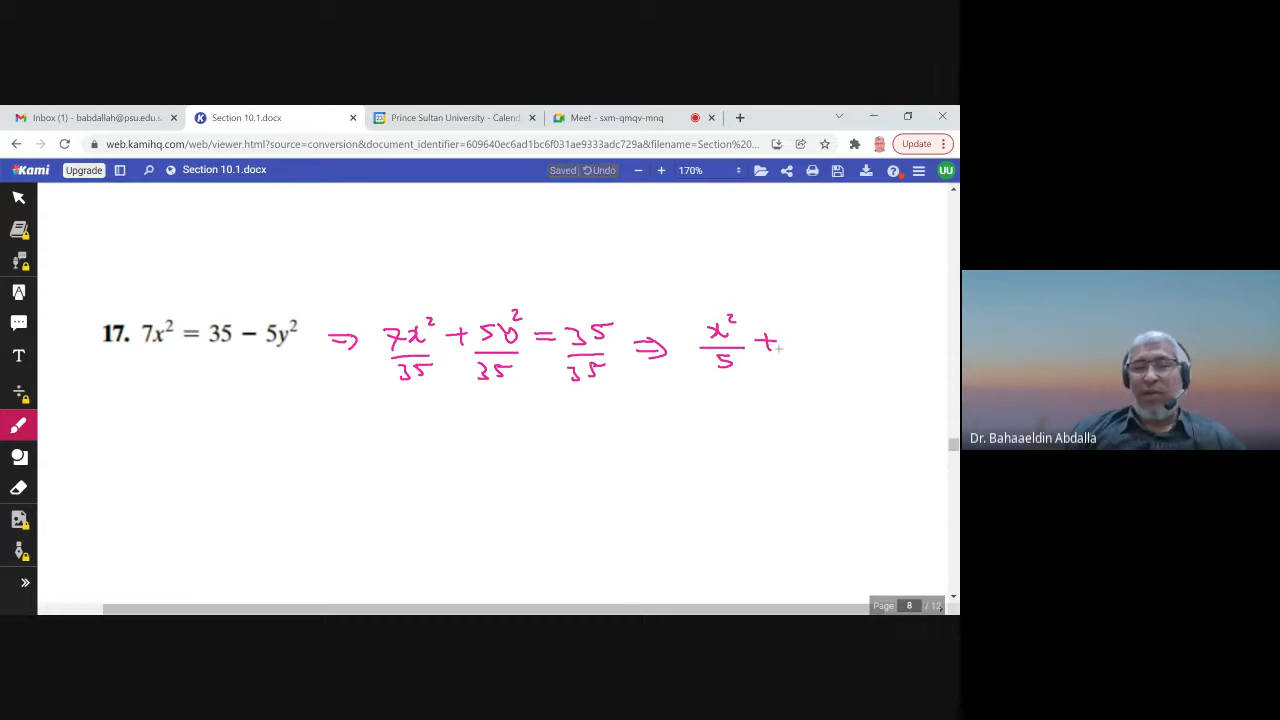 Inbox (1) - babdallah@psu.edu.s
Section 10.1.docx
Prince Sultan University - Calend
Meet - sxm-qmqv-mnq
web.kamihq.com/web/viewer.html?source=conversion&document_identifier=609640ec6ad1bc6f031ae9333adc729a&filename=Section%20...
Update
Kami
Upgrade
Section 10.1.docx
Saved
Undo
170%
UU
17. 7x² = 35 − 5y² ⇒ 7x²/35 + 5y²/35 = 35/35 ⇒ x²/5 +
Dr. Bahaaeldin Abdalla
Page 8 / 12